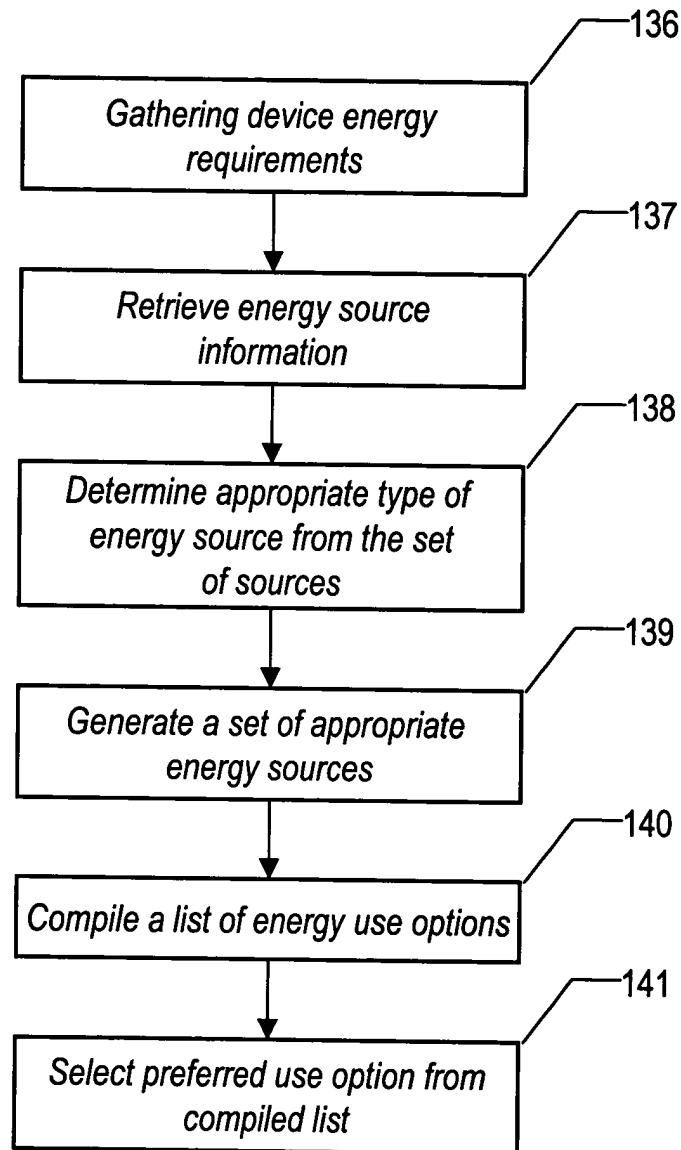 136
Gathering device energy
requirements
137
Retrieve energy source
information
138
Determine appropriate type of
energy source from the set
of sources
139
Generate a set of appropriate
energy sources
140
Compile a list of energy use options
141
Select preferred use option from
compiled list